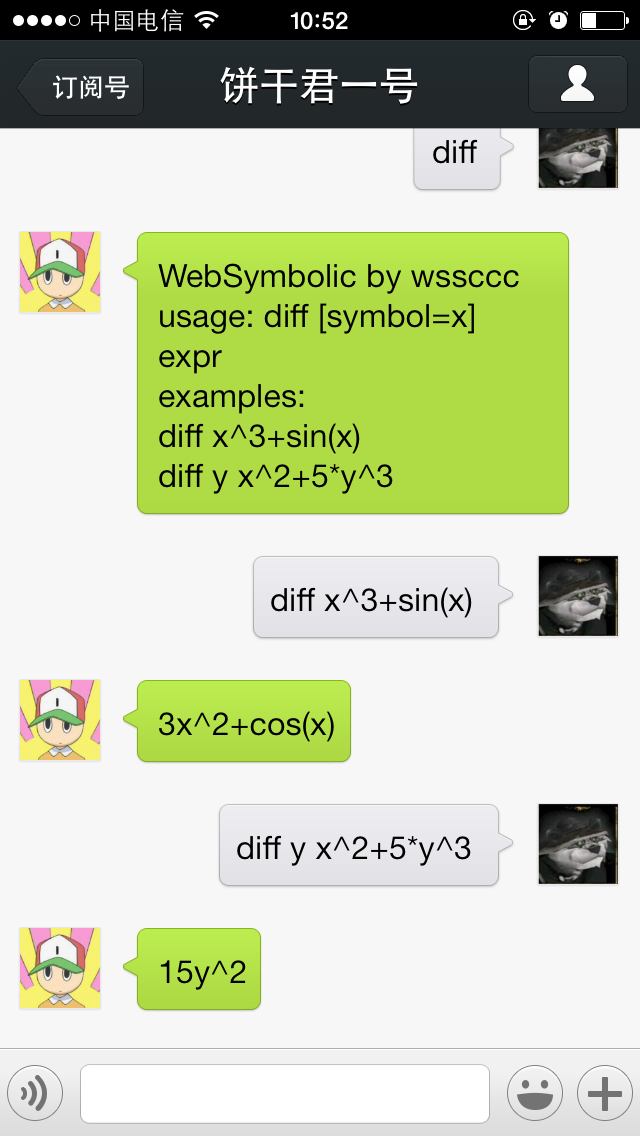 中国电信 10:52
订阅号 饼干君一号
diff
WebSymbolic by wssccc
usage: diff [symbol=x]
expr
examples:
diff x^3+sin(x)
diff y x^2+5*y^3
diff x^3+sin(x)
3x^2+cos(x)
diff y x^2+5*y^3
15y^2